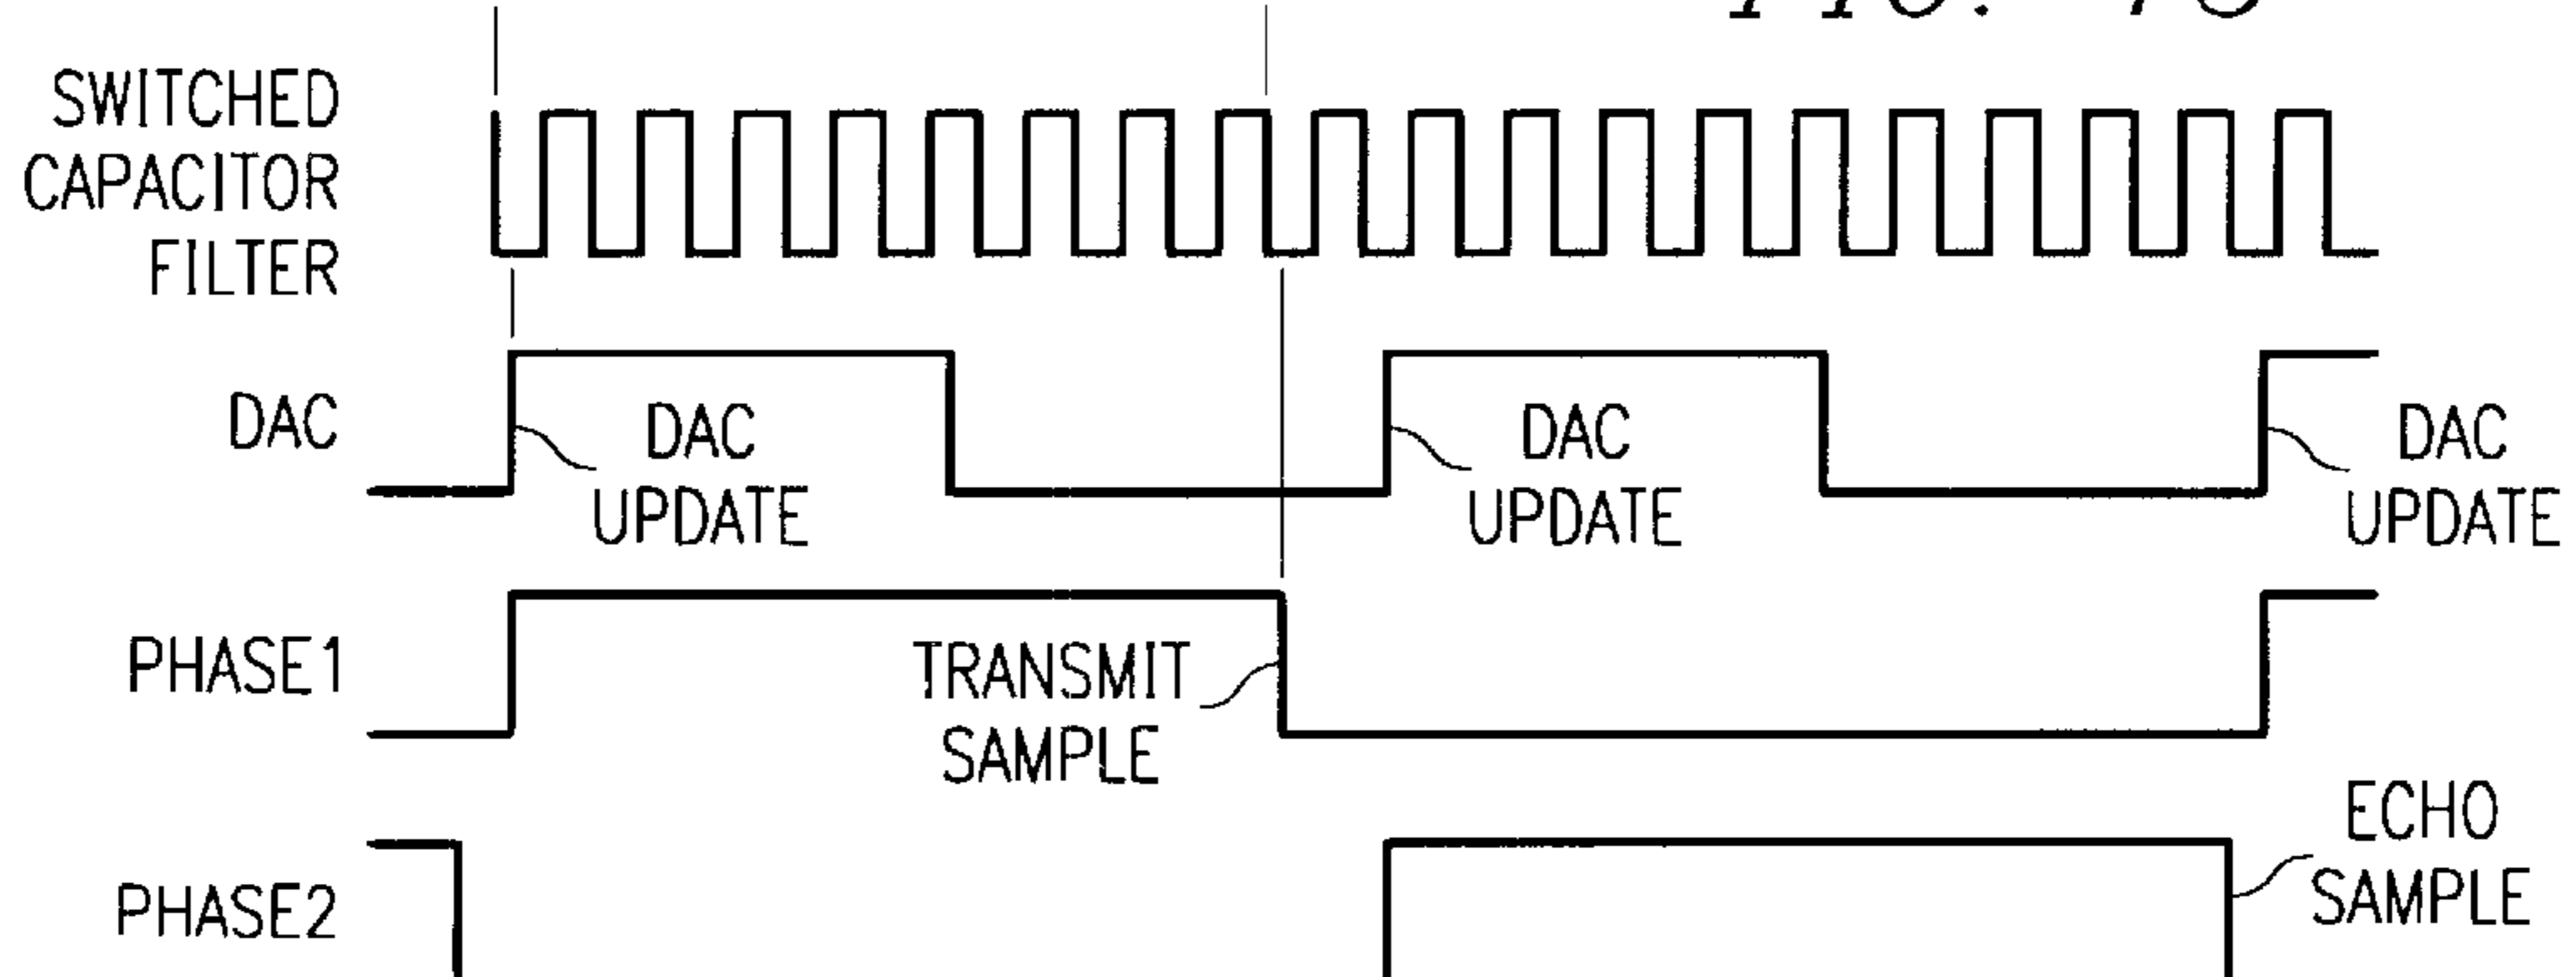 SWITCHED
CAPACITOR
FILTER
DAC
DAC
UPDATE
DAC
UPDATE
DAC
UPDATE
PHASE1
TRANSMIT
SAMPLE
PHASE2
ECHO
SAMPLE